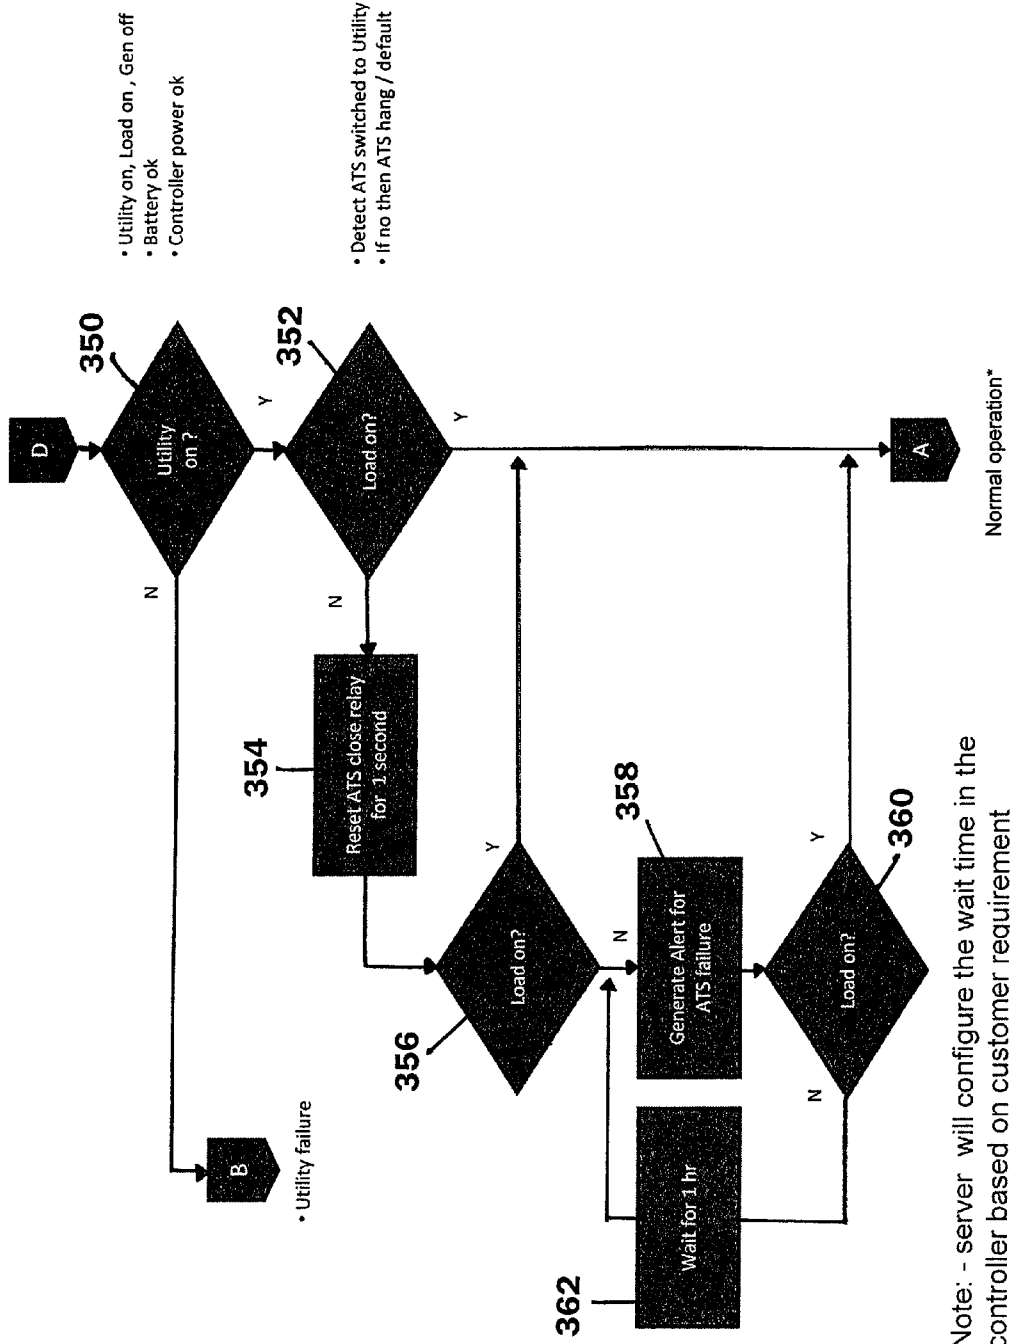 D
350
Utility
on ?
• Utility on, Load on , Gen off
• Battery ok
• Controller power ok
N
Y
B
• Utility failure
352
Load on?
• Detect ATS switched to Utility
• If no then ATS hang / default
N
Y
354
Reset ATS close relay
for 1 second
356
Load on?
Y
N
358
Generate Alert for
ATS failure
362
Wait for 1 hr
360
Load on?
N
Y
A
Normal operation*
Note: - server will configure the wait time in the
controller based on customer requirement